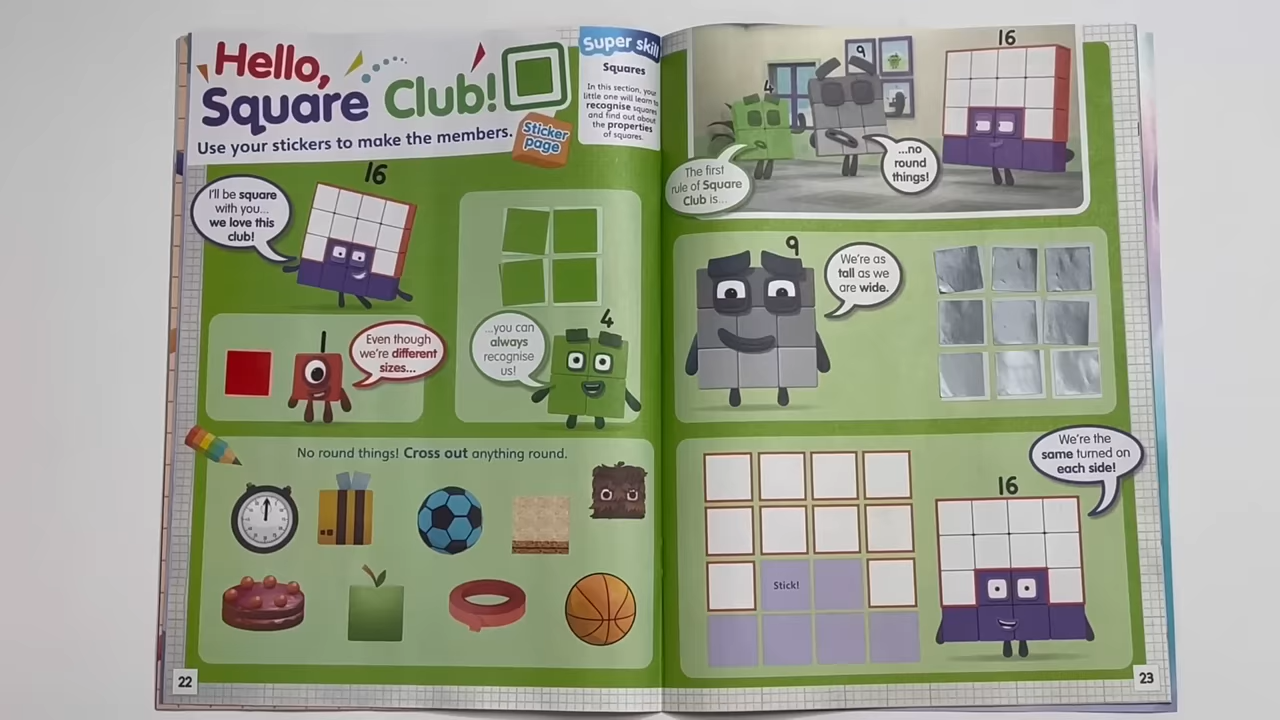 Hello,
Square Club!
Use your stickers to make the members.
Sticker
page
Super skill
Squares
In this section, your
little one will learn to
recognise squares
and find out about
the properties
of squares.
16
I'll be square
with you...
we love this
club!
1
Even though
we're different
sizes...
4
...you can
always
recognise
us!
No round things! Cross out anything round.
22
4
9
16
The first
rule of Square
Club is...
...no
round
things!
9
We're as
tall as we
are wide.
We're the
same turned on
each side!
16
Stick!
23